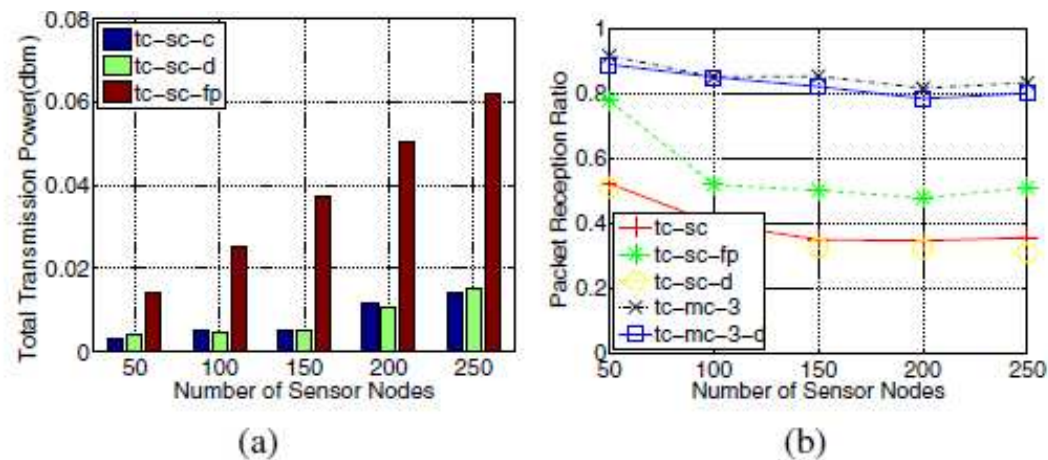 0.08
0.06
0.04
0.02
0
Total Transmission Power(dbm)
tc-sc-c
tc-sc-d
tc-sc-fp
50 100 150 200 250
Number of Sensor Nodes
(a)
1
0.8
0.6
0.4
0.2
0
Packet Reception Ratio
tc-sc
tc-sc-fp
tc-sc-d
tc-mc-3
tc-mc-3-d
50 100 150 200 250
Number of Sensor Nodes
(b)